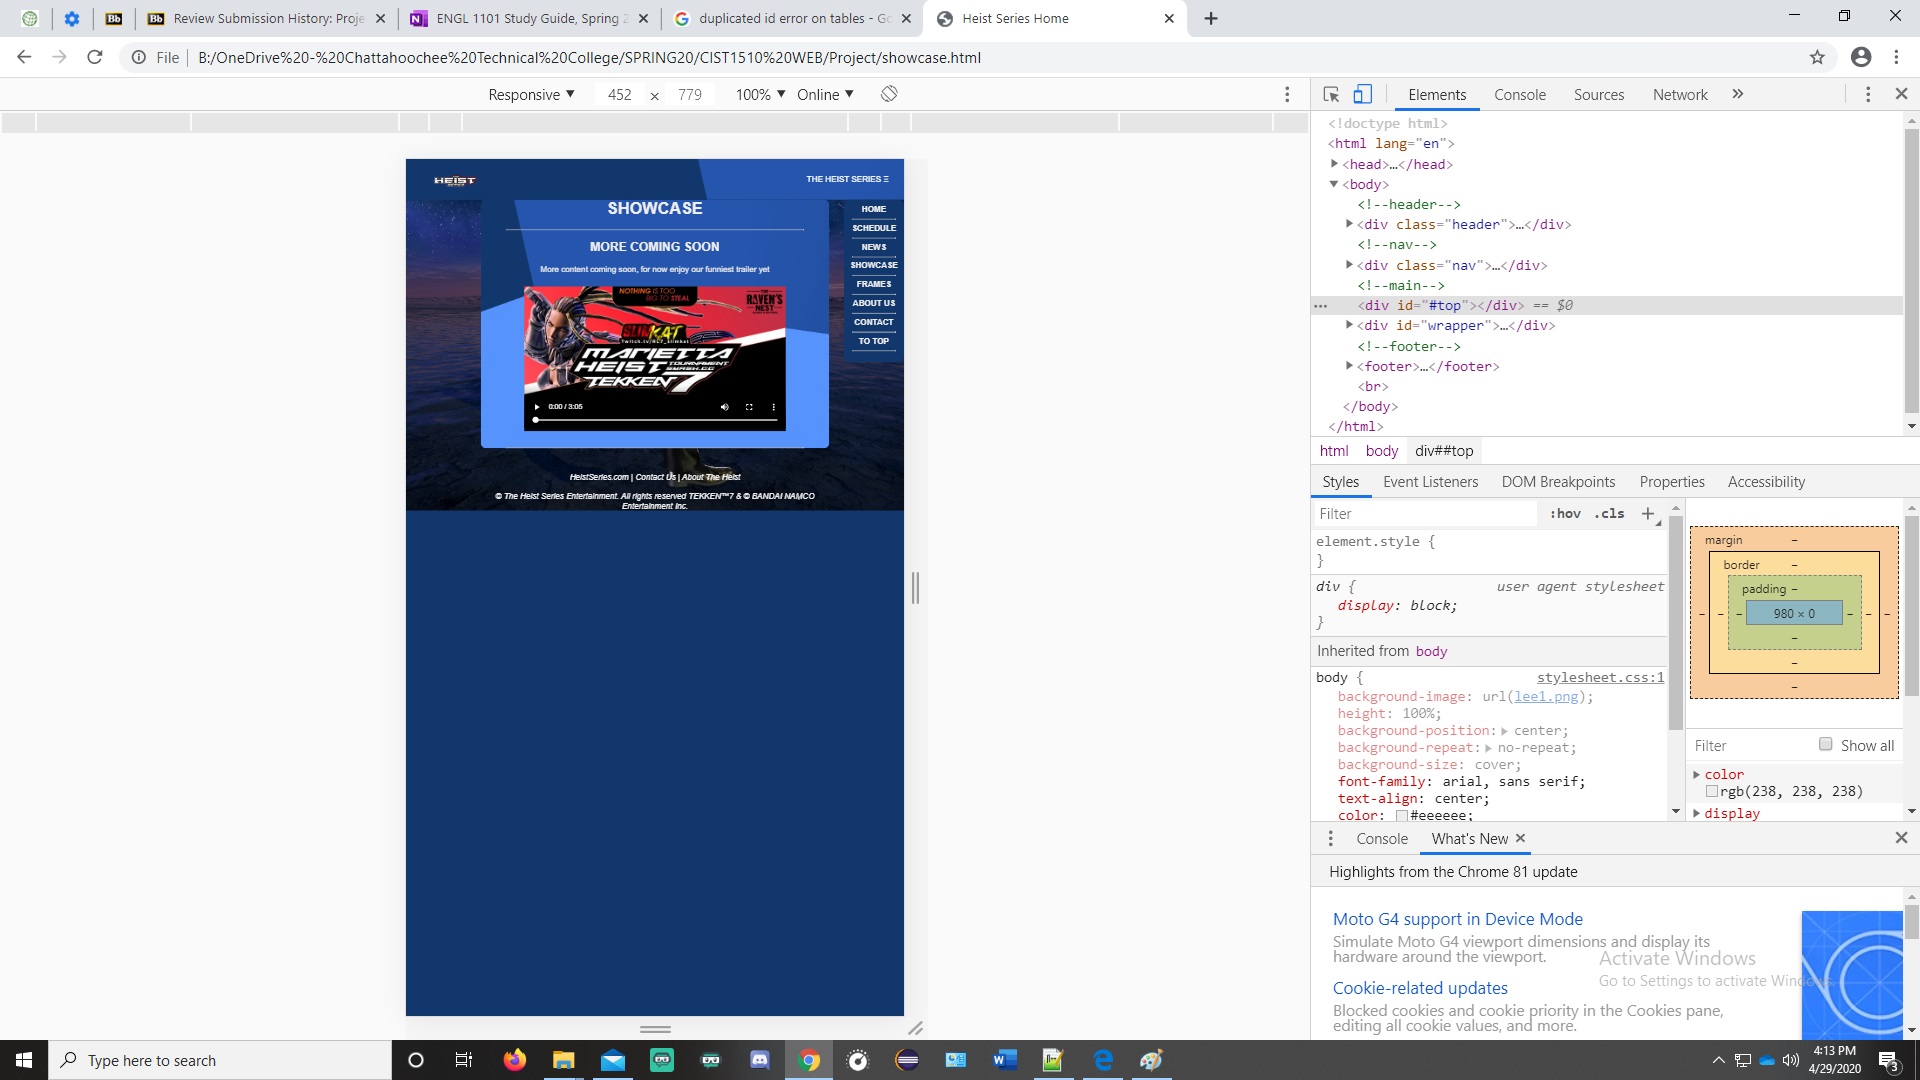 Bb
Bb Review Submission History: Proje
ENGL 1101 Study Guide, Spring 2
duplicated id error on tables - Go
Heist Series Home
File
B:/OneDrive%20-%20Chattahoochee%20Technical%20College/SPRING20/CIST1510%20WEB/Project/showcase.html
Responsive ▼ 452 x 779 100% ▼ Online ▼
Elements Console Sources Network »
HEIST
THE HEIST SERIES Ξ
SHOWCASE
MORE COMING SOON
More content coming soon, for now enjoy our funniest trailer yet
HOME
SCHEDULE
NEWS
SHOWCASE
FRAMES
ABOUT US
CONTACT
TO TOP
NOTHING IS TOO
BIG TO STEAL
THE
RAVEN'S
NEST
SLIMKAT
MARIETTA
HEIST TOURNAMENT
SMASH.GG
TEKKEN 7
0:00 / 3:05
HeistSeries.com | Contact Us | About The Heist
© The Heist Series Entertainment. All rights reserved TEKKEN™7 & © BANDAI NAMCO
Entertainment Inc.
<!doctype html>
<html lang="en">
<head>…</head>
<body>
<!--header-->
<div class="header">…</div>
<!--nav-->
<div class="nav">…</div>
<!--main-->
<div id="#top"></div> == $0
<div id="wrapper">…</div>
<!--footer-->
<footer>…</footer>
<br>
</body>
</html>
html body div##top
Styles Event Listeners DOM Breakpoints Properties Accessibility
Filter :hov .cls +
element.style {
}
div { user agent stylesheet
display: block;
}
Inherited from body
body { stylesheet.css:1
background-image: url(lee1.png);
height: 100%;
background-position: center;
background-repeat: no-repeat;
background-size: cover;
font-family: arial, sans serif;
text-align: center;
color: #eeeeee;
margin –
border –
padding –
– – – 980 × 0 – – –
–
–
–
Filter Show all
color
rgb(238, 238, 238)
display
Console What's New
Highlights from the Chrome 81 update
Moto G4 support in Device Mode
Simulate Moto G4 viewport dimensions and display its
hardware around the viewport.
Cookie-related updates
Blocked cookies and cookie priority in the Cookies pane,
editing all cookie values, and more.
Activate Windows
Go to Settings to activate Windows.
Type here to search
4:13 PM
4/29/2020
3